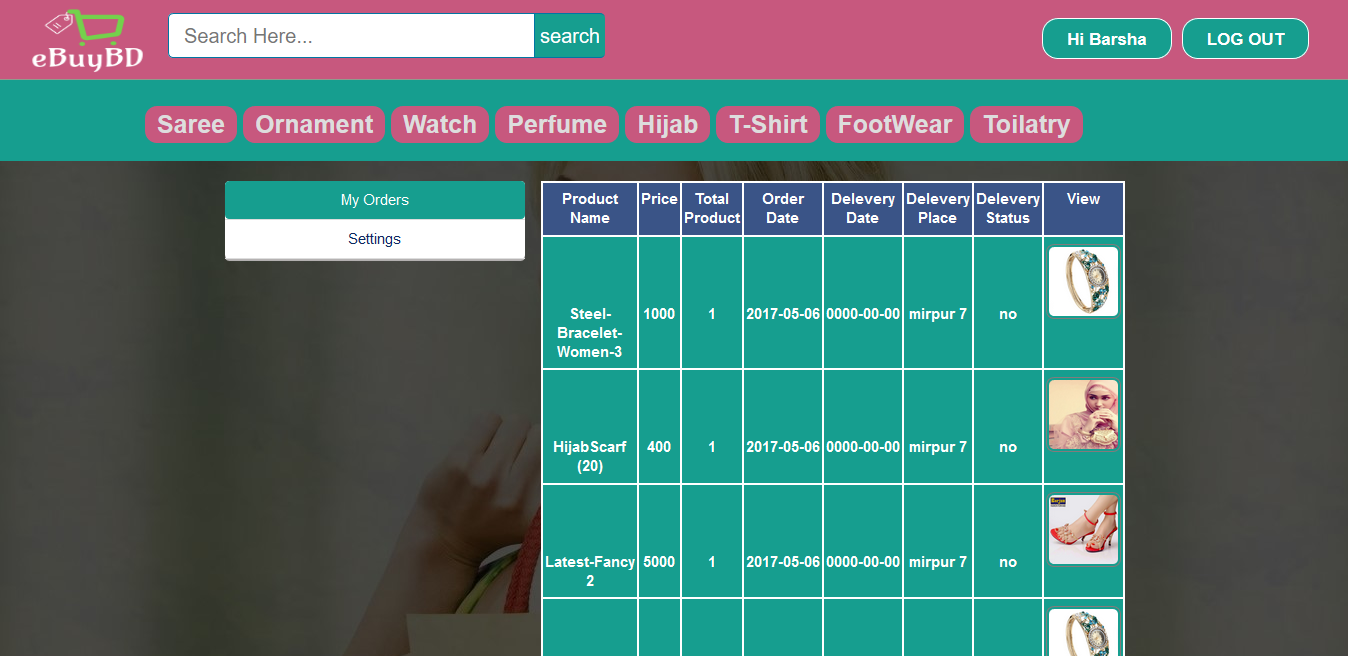 eBuyBD
Search Here...
search
Hi Barsha
LOG OUT
Saree Ornament Watch Perfume Hijab T-Shirt FootWear Toilatry
My Orders
Settings
Product Name Price Total Product Order Date Delevery Date Delevery Place Delevery Status View
Steel-Bracelet-Women-3 1000 1 2017-05-06 0000-00-00 mirpur 7 no
HijabScarf (20) 400 1 2017-05-06 0000-00-00 mirpur 7 no
Latest-Fancy 2 5000 1 2017-05-06 0000-00-00 mirpur 7 no